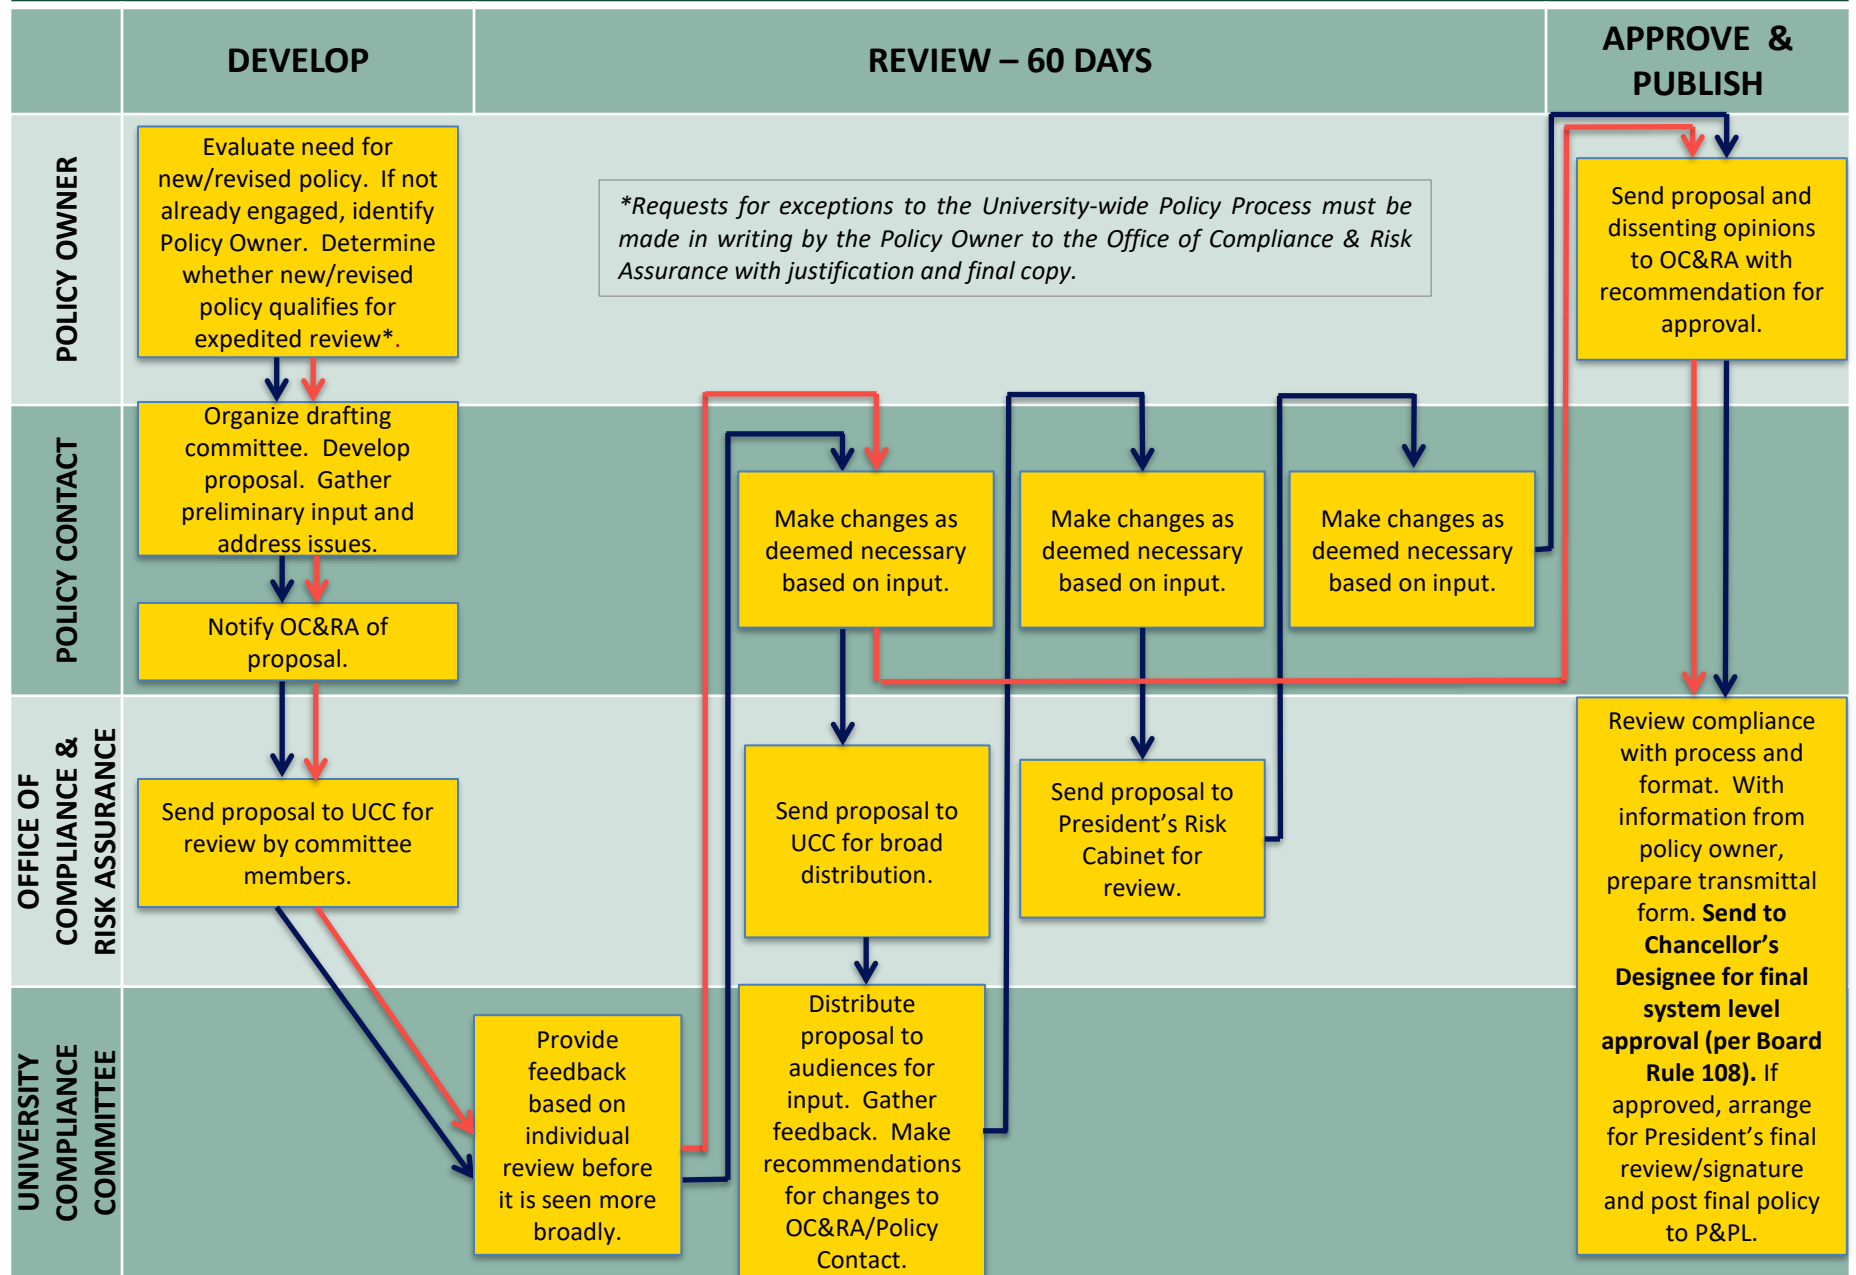 DEVELOP
REVIEW – 60 DAYS
APPROVE &
PUBLISH
POLICY OWNER
Evaluate need for
new/revised policy. If not
already engaged, identify
Policy Owner. Determine
whether new/revised
policy qualifies for
expedited review*.
*Requests for exceptions to the University-wide Policy Process must be
made in writing by the Policy Owner to the Office of Compliance & Risk
Assurance with justification and final copy.
Send proposal and
dissenting opinions
to OC&RA with
recommendation for
approval.
POLICY CONTACT
Organize drafting
committee. Develop
proposal. Gather
preliminary input and
address issues.
Notify OC&RA of
proposal.
Make changes as
deemed necessary
based on input.
Make changes as
deemed necessary
based on input.
Make changes as
deemed necessary
based on input.
OFFICE OF
COMPLIANCE &
RISK ASSURANCE
Send proposal to UCC for
review by committee
members.
Send proposal to
UCC for broad
distribution.
Send proposal to
President’s Risk
Cabinet for
review.
Review compliance
with process and
format. With
information from
policy owner,
prepare transmittal
form. Send to
Chancellor’s
Designee for final
system level
approval (per Board
Rule 108). If
approved, arrange
for President’s final
review/signature
and post final policy
to P&PL.
UNIVERSITY
COMPLIANCE
COMMITTEE
Provide
feedback
based on
individual
review before
it is seen more
broadly.
Distribute
proposal to
audiences for
input. Gather
feedback. Make
recommendations
for changes to
OC&RA/Policy
Contact.